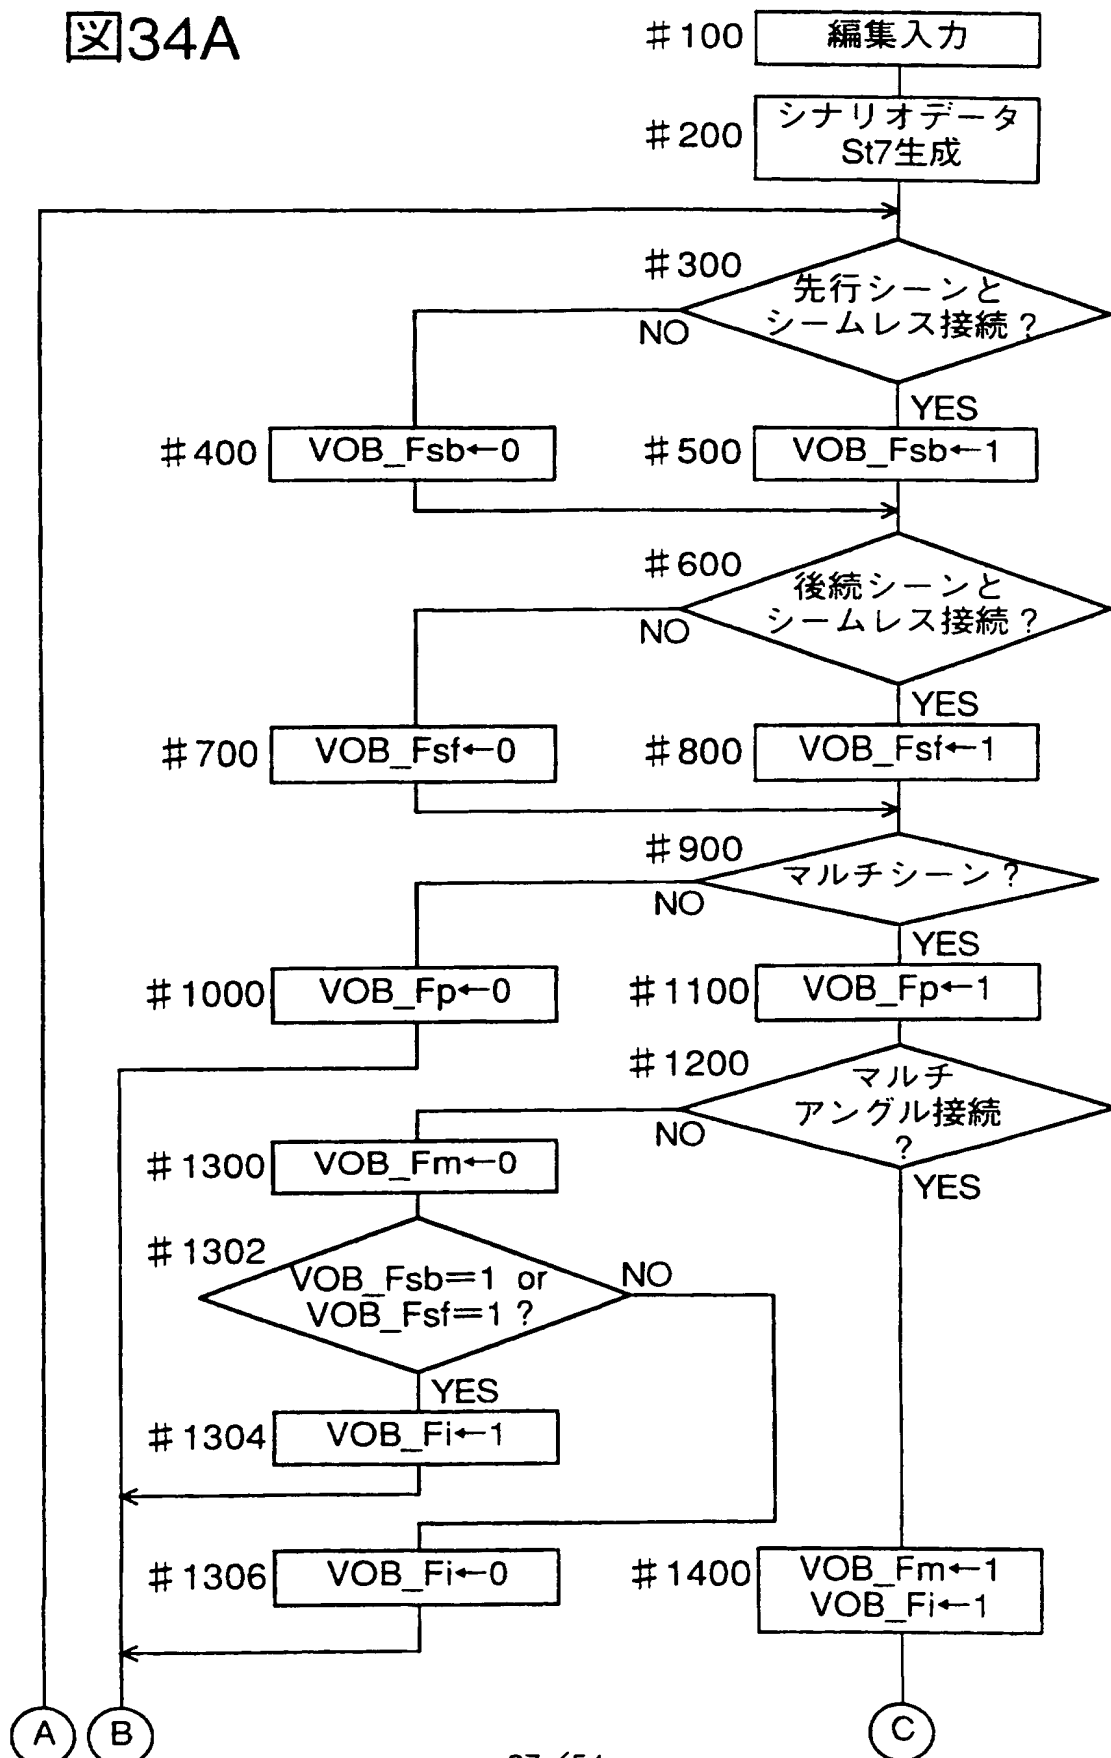 図34A
#100 編集入力
#200 シナリオデータ
St7生成
#300 先行シーンと
シームレス接続?
NO
YES
#400 VOB_Fsb←0
#500 VOB_Fsb←1
#600 後続シーンと
シームレス接続?
NO
YES
#700 VOB_Fsf←0
#800 VOB_Fsf←1
#900 マルチシーン?
NO
YES
#1000 VOB_Fp←0
#1100 VOB_Fp←1
#1200 マルチ
アングル接続
?
NO
YES
#1300 VOB_Fm←0
#1302 VOB_Fsb=1 or
VOB_Fsf=1 ?
NO
YES
#1304 VOB_Fi←1
#1306 VOB_Fi←0
#1400 VOB_Fm←1
VOB_Fi←1
A
B
C